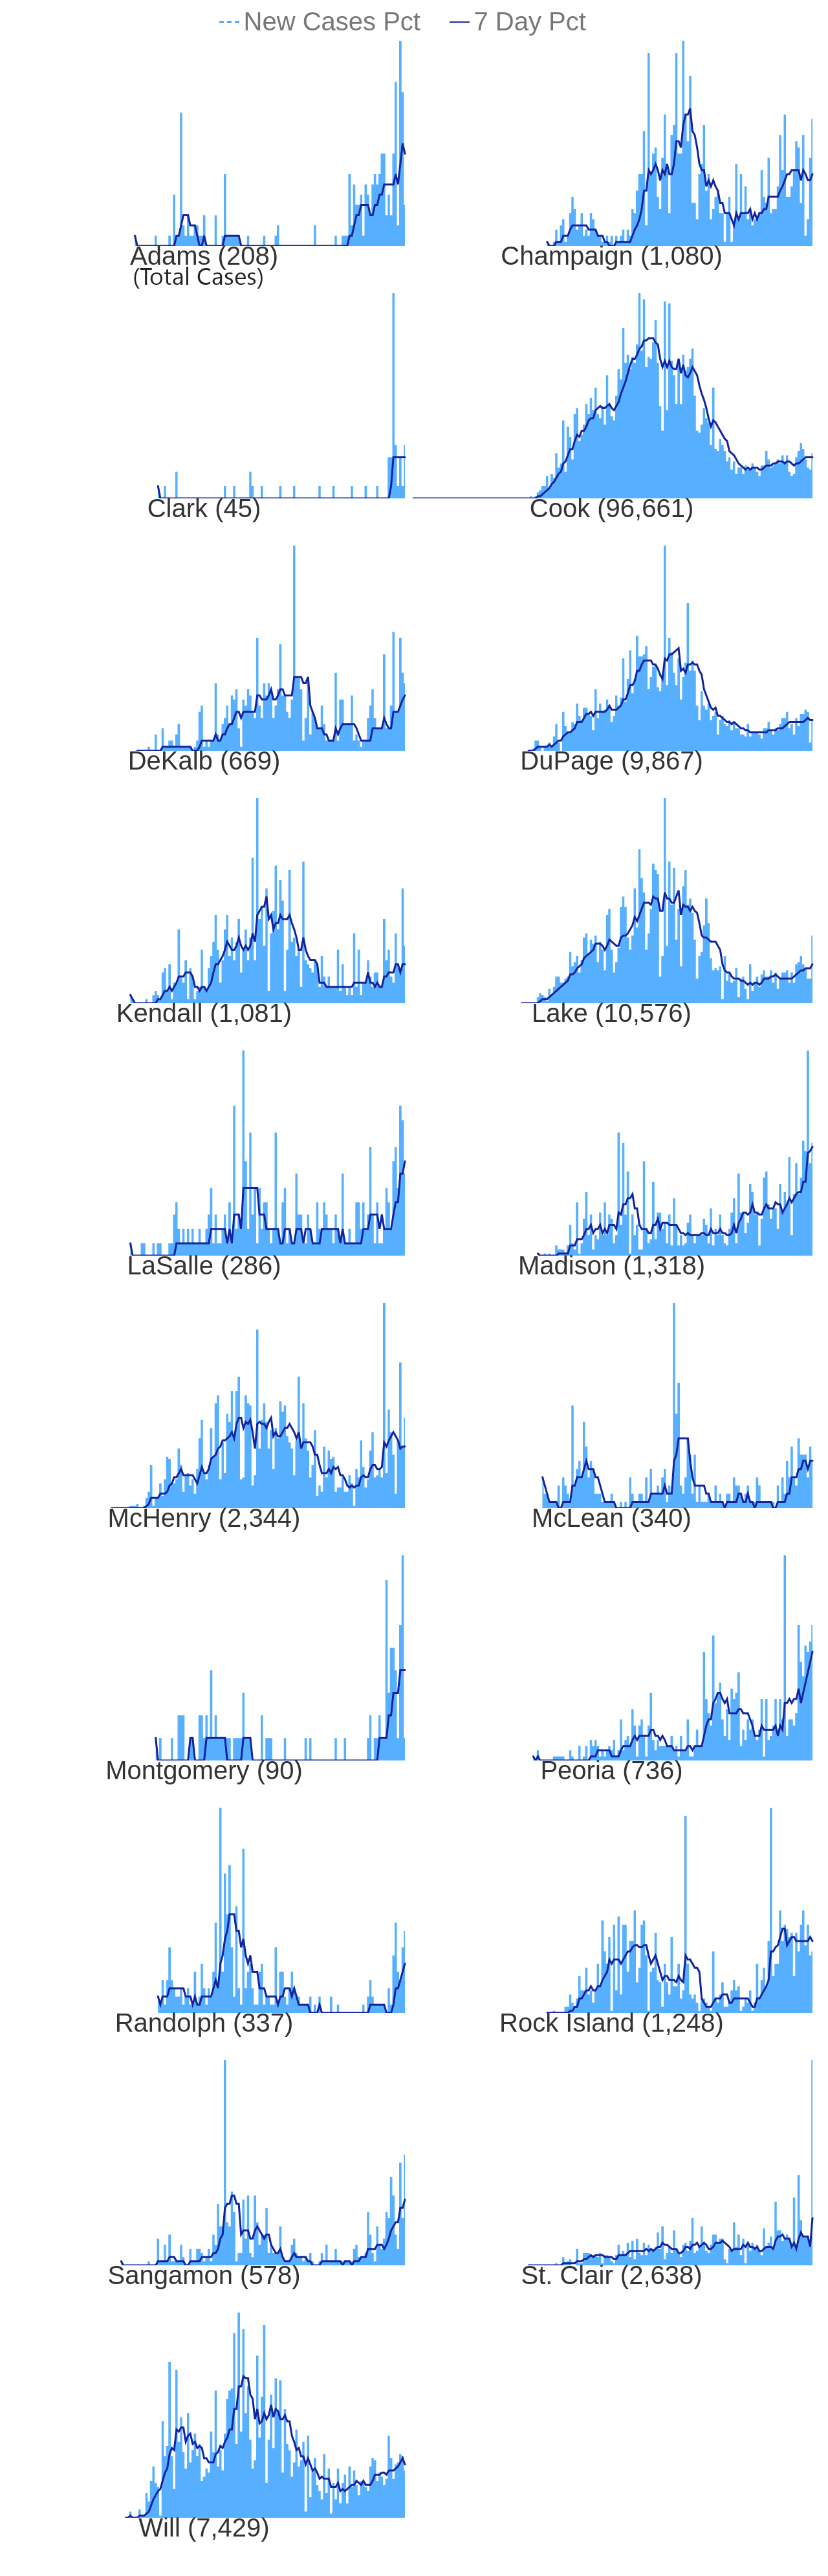 New Cases Pct 7 Day Pct
Adams (208) Champaign (1,080)
(Total Cases)
Clark (45) Cook (96,661)
DeKalb (669) DuPage (9,867)
Kendall (1,081) Lake (10,576)
LaSalle (286) Madison (1,318)
McHenry (2,344) McLean (340)
Montgomery (90) Peoria (736)
Randolph (337) Rock Island (1,248)
Sangamon (578) St. Clair (2,638)
Will (7,429)